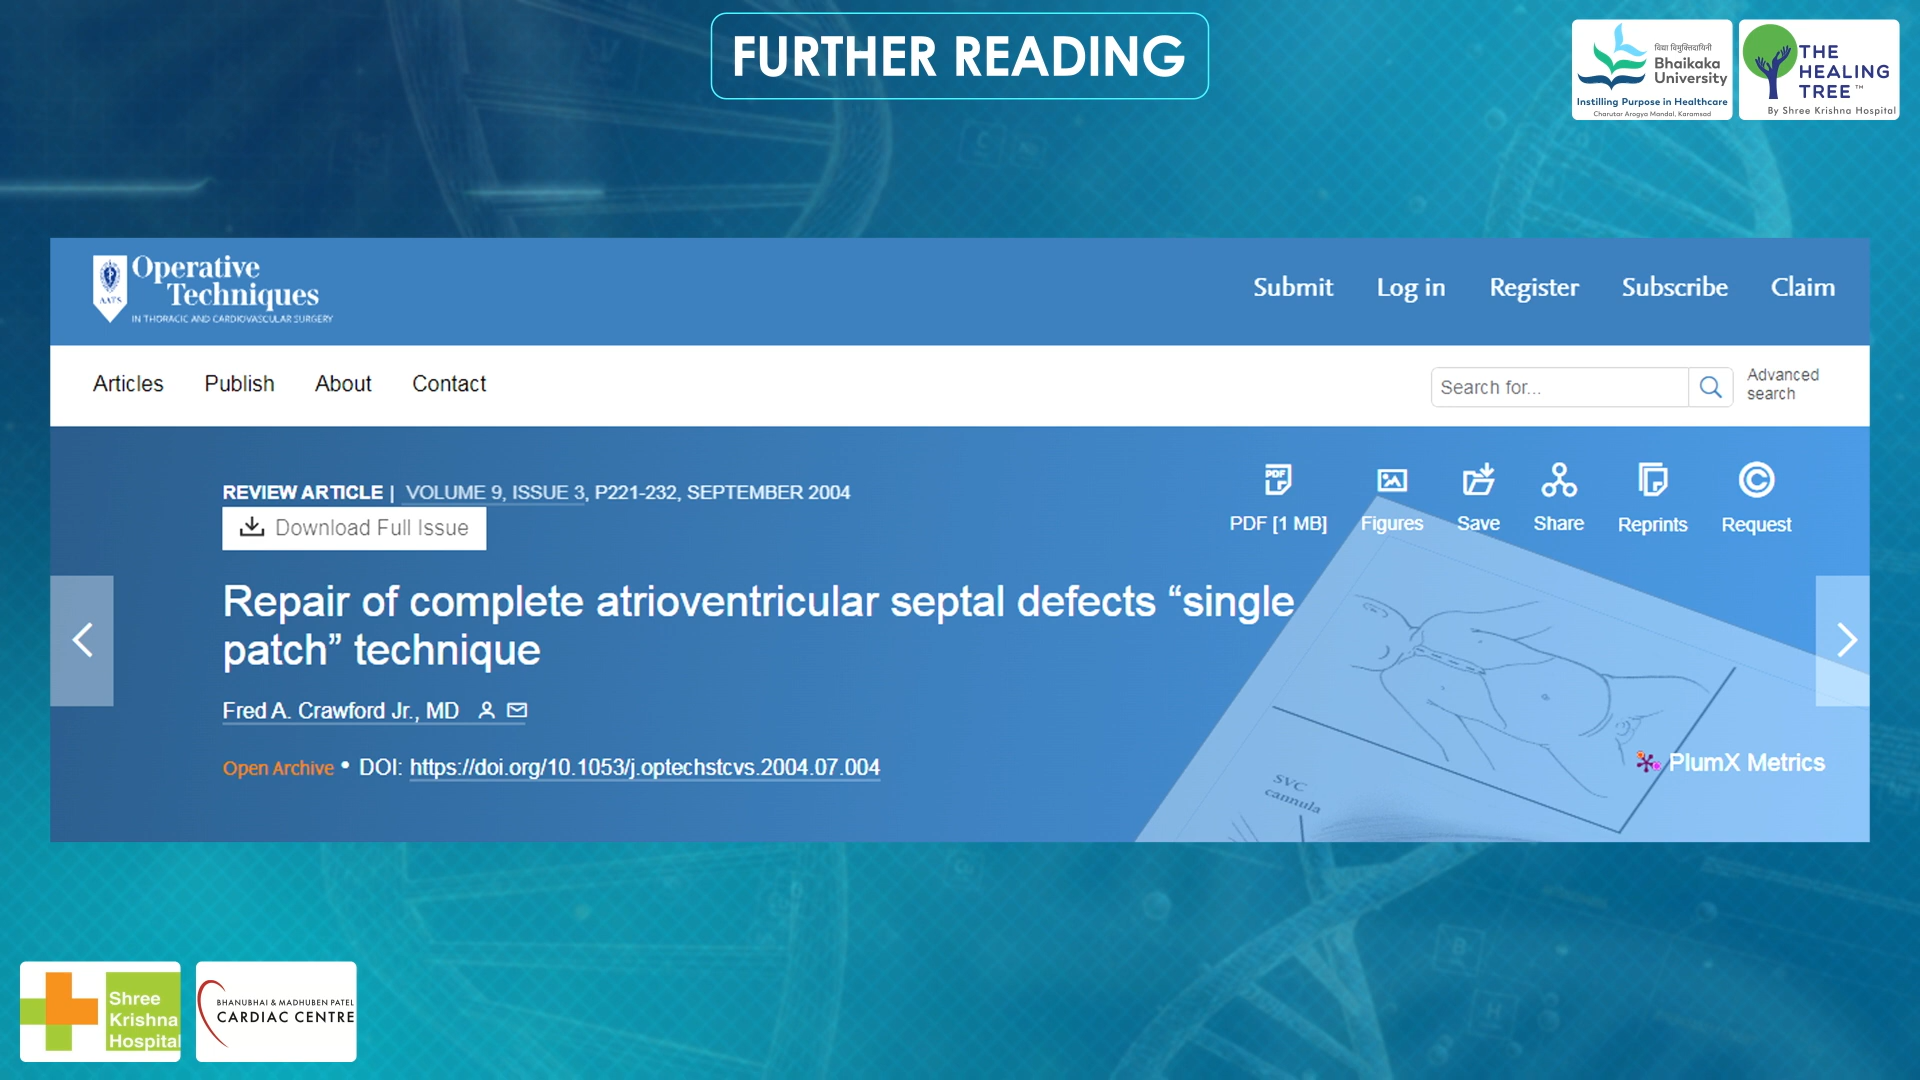 FURTHER READING
विद्या विमुक्तिदायिनी
Bhaikaka
University
Instilling Purpose in Healthcare
Charutar Arogya Mandal, Karamsad
THE
HEALING
TREE™
By Shree Krishna Hospital
Operative
Techniques
IN THORACIC AND CARDIOVASCULAR SURGERY
AATS
Submit Log in Register Subscribe Claim
Articles Publish About Contact
Search for...
Advanced
search
REVIEW ARTICLE | VOLUME 9, ISSUE 3, P221-232, SEPTEMBER 2004
Download Full Issue
PDF
PDF [1 MB] Figures Save Share Reprints Request
Repair of complete atrioventricular septal defects “single
patch” technique
Fred A. Crawford Jr., MD
Open Archive • DOI: https://doi.org/10.1053/j.optechstcvs.2004.07.004
PlumX Metrics
SVC
cannula
Shree
Krishna
Hospital
BHANUBHAI & MADHUBEN PATEL
CARDIAC CENTRE